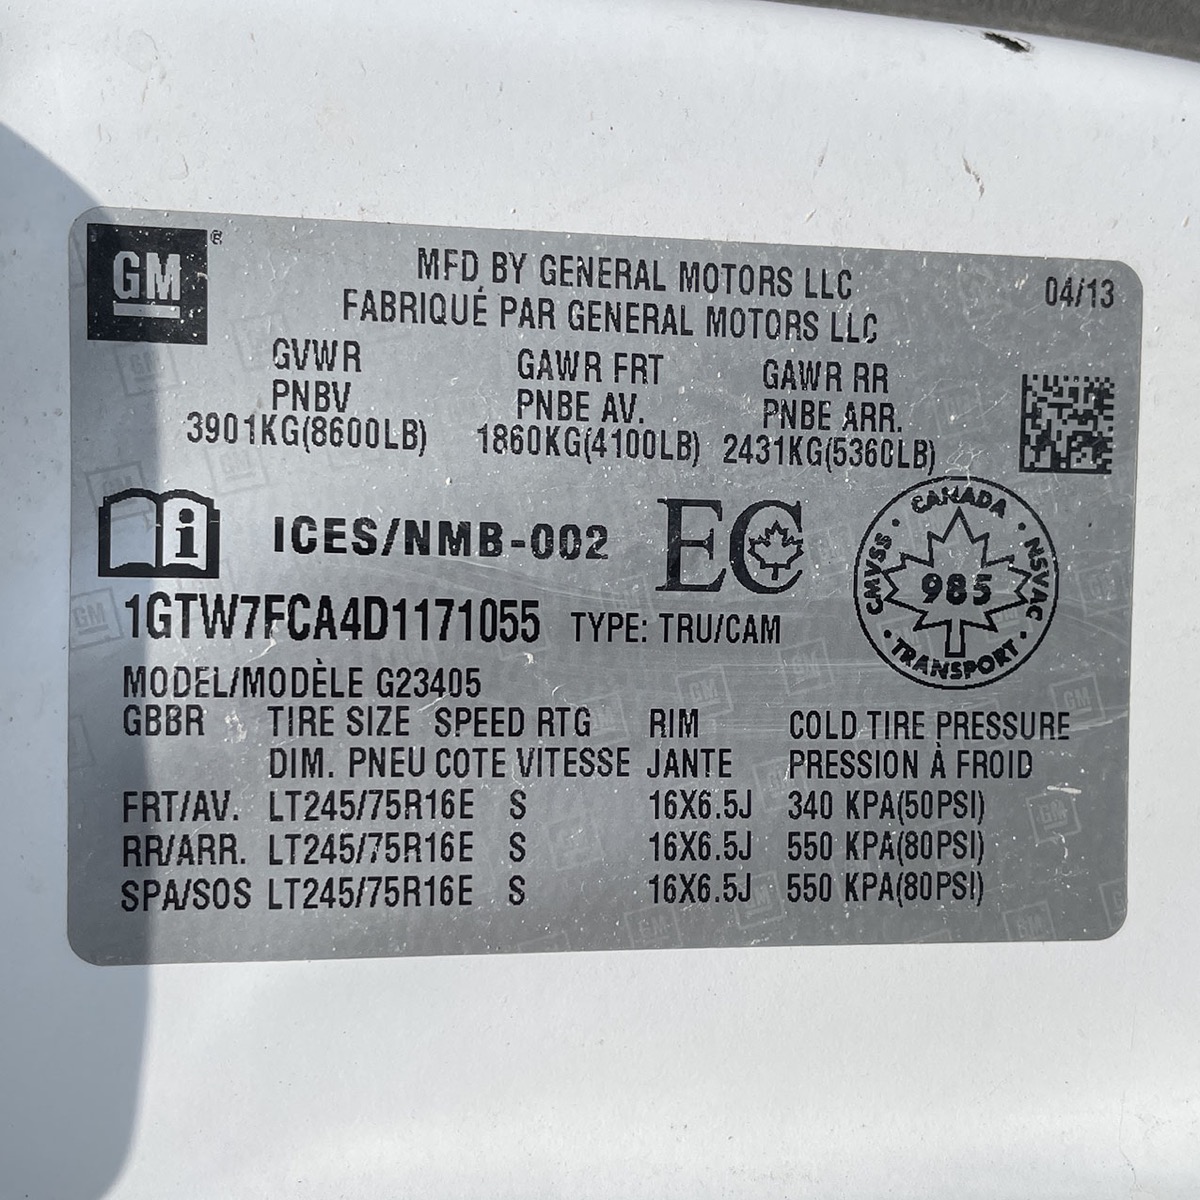 GM ®
MFD BY GENERAL MOTORS LLC 04/13
FABRIQUÉ PAR GENERAL MOTORS LLC
GVWR GAWR FRT GAWR RR
PNBV PNBE AV. PNBE ARR.
3901KG(8600LB) 1860KG(4100LB) 2431KG(5360LB)
i ICES/NMB-002 EC
CANADA
CMVSS 985 NSVAC
• TRANSPORT •
1GTW7FCA4D1171055 TYPE: TRU/CAM
MODEL/MODÈLE G23405
GBBR TIRE SIZE SPEED RTG RIM COLD TIRE PRESSURE
DIM. PNEU COTE VITESSE JANTE PRESSION À FROID
FRT/AV. LT245/75R16E S 16X6.5J 340 KPA(50PSI)
RR/ARR. LT245/75R16E S 16X6.5J 550 KPA(80PSI)
SPA/SOS LT245/75R16E S 16X6.5J 550 KPA(80PSI)